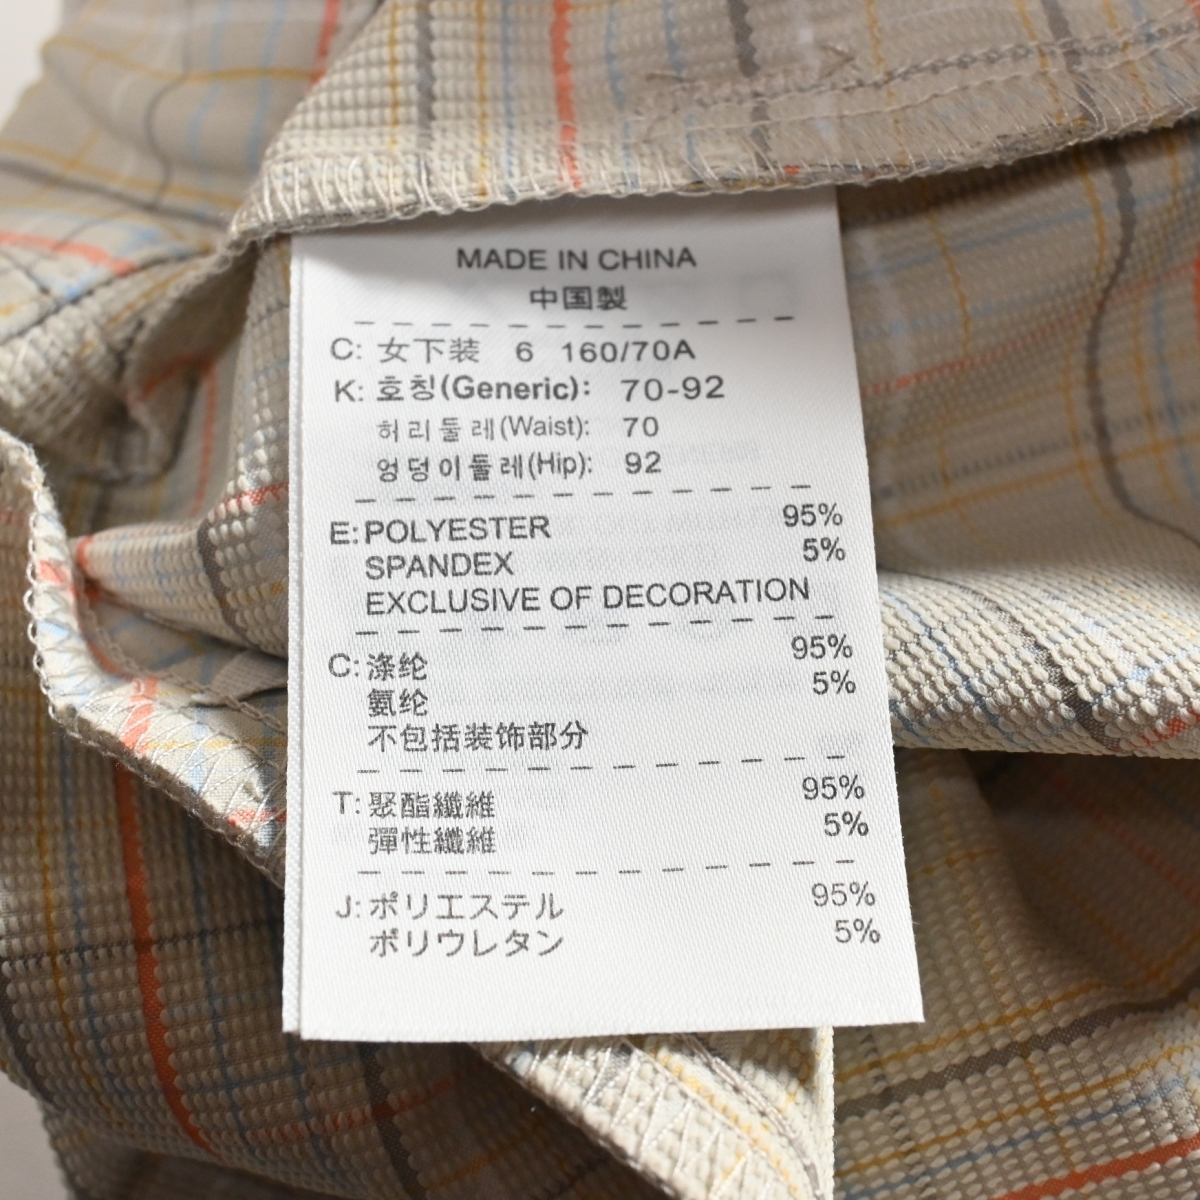 MADE IN CHINA
中国製
C: 女下装 6 160/70A
K: 호칭(Generic): 70-92
허리둘레(Waist): 70
엉덩이둘레(Hip): 92
E: POLYESTER 95%
SPANDEX 5%
EXCLUSIVE OF DECORATION
C: 涤纶 95%
氨纶 5%
不包括装饰部分
T: 聚酯纖維 95%
彈性纖維 5%
J: ポリエステル 95%
ポリウレタン 5%